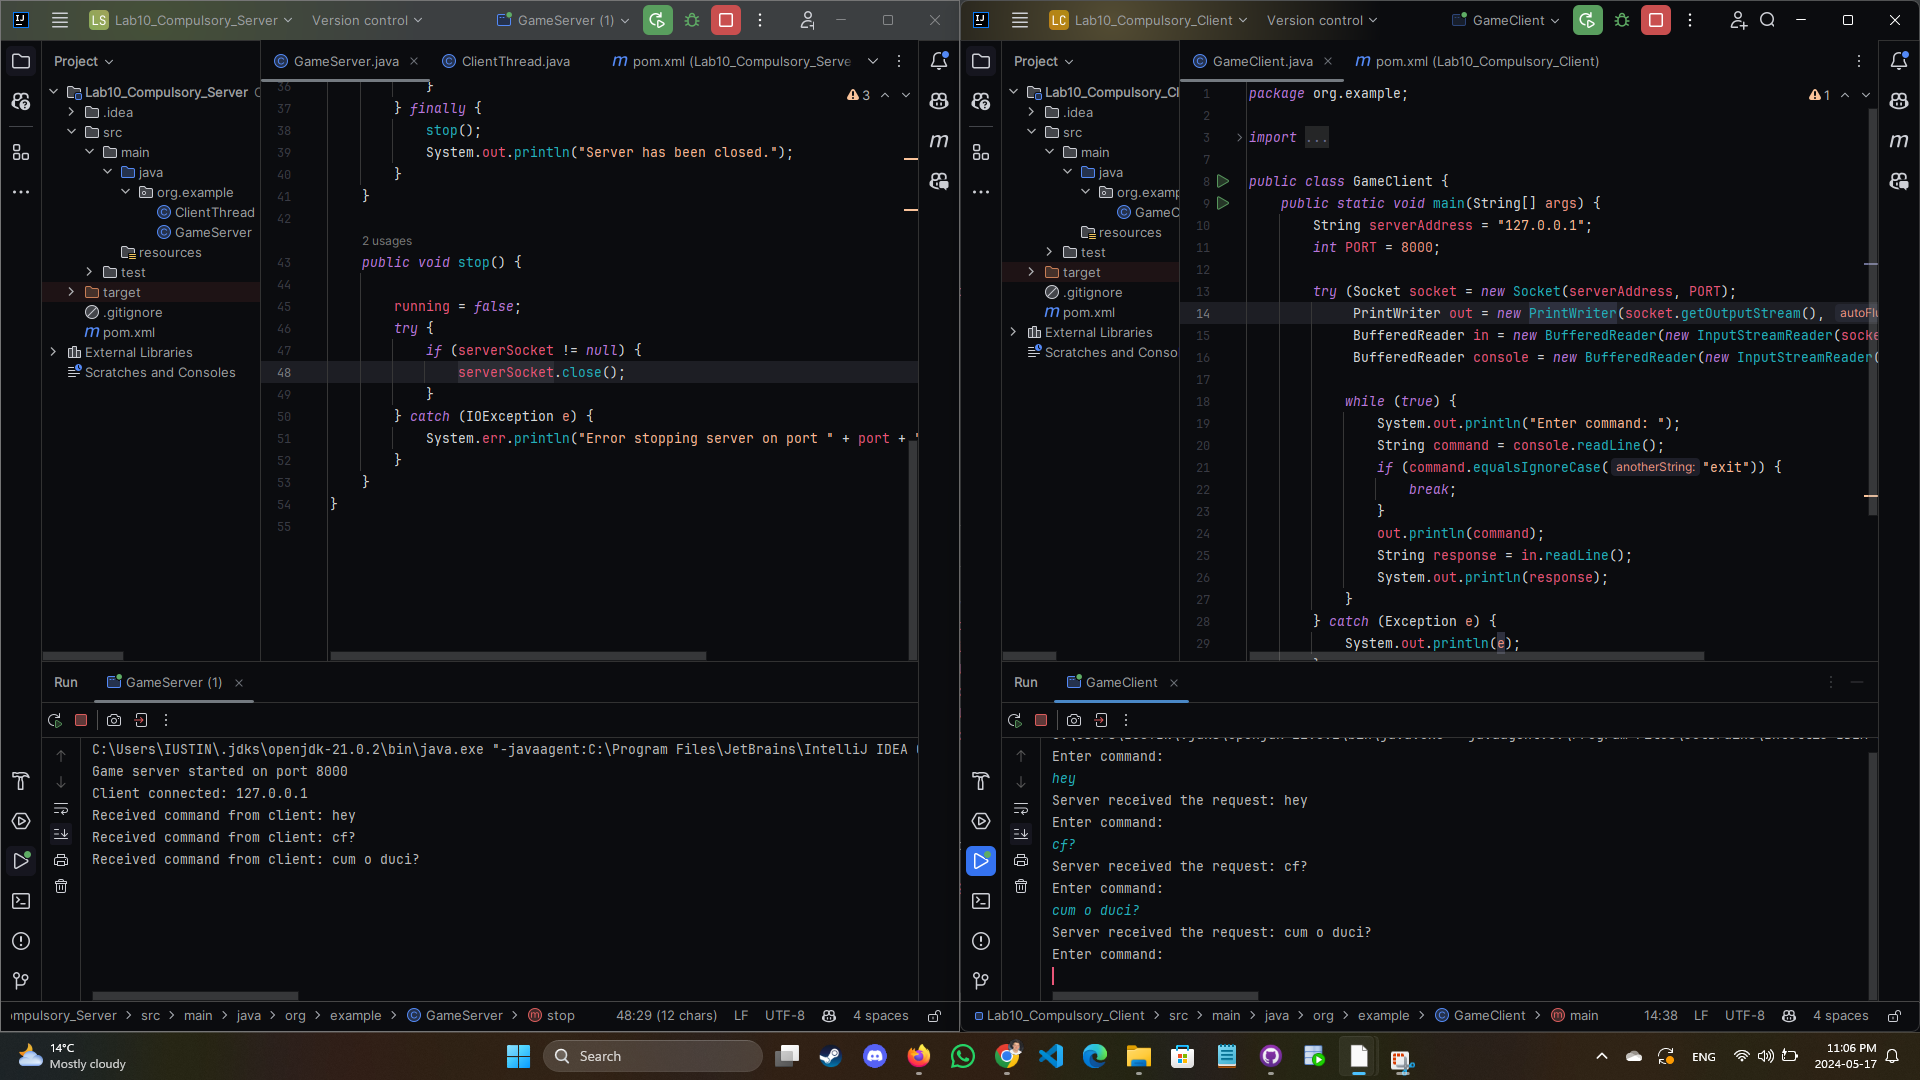 LS Lab10_Compulsory_Server Version control GameServer (1)
Project
GameServer.java ClientThread.java pom.xml (Lab10_Compulsory_Serve
Lab10_Compulsory_Server
.idea
src
main
java
org.example
ClientThread
GameServer
resources
test
target
.gitignore
pom.xml
External Libraries
Scratches and Consoles
3
36 }
37 } finally {
38 stop();
39 System.out.println("Server has been closed.");
40 }
41 }
42
2 usages
43 public void stop() {
44
45 running = false;
46 try {
47 if (serverSocket != null) {
48 serverSocket.close();
49 }
50 } catch (IOException e) {
51 System.err.println("Error stopping server on port " + port + "
52 }
53 }
54 }
55
Run GameServer (1)
C:\Users\IUSTIN\.jdks\openjdk-21.0.2\bin\java.exe "-javaagent:C:\Program Files\JetBrains\IntelliJ IDEA
Game server started on port 8000
Client connected: 127.0.0.1
Received command from client: hey
Received command from client: cf?
Received command from client: cum o duci?
ompulsory_Server > src > main > java > org > example > GameServer > stop 48:29 (12 chars) LF UTF-8 4 spaces
LC Lab10_Compulsory_Client Version control GameClient
Project
GameClient.java pom.xml (Lab10_Compulsory_Client)
Lab10_Compulsory_Cl
.idea
src
main
java
org.examp
GameC
resources
test
target
.gitignore
pom.xml
External Libraries
Scratches and Conso
1
1 package org.example;
2
3 import ...
7
8 public class GameClient {
9 public static void main(String[] args) {
10 String serverAddress = "127.0.0.1";
11 int PORT = 8000;
12
13 try (Socket socket = new Socket(serverAddress, PORT);
14 PrintWriter out = new PrintWriter(socket.getOutputStream(), autoFlu
15 BufferedReader in = new BufferedReader(new InputStreamReader(socke
16 BufferedReader console = new BufferedReader(new InputStreamReader(
17
18 while (true) {
19 System.out.println("Enter command: ");
20 String command = console.readLine();
21 if (command.equalsIgnoreCase( anotherString: "exit")) {
22 break;
23 }
24 out.println(command);
25 String response = in.readLine();
26 System.out.println(response);
27 }
28 } catch (Exception e) {
29 System.out.println(e);
Run GameClient
Enter command:
hey
Server received the request: hey
Enter command:
cf?
Server received the request: cf?
Enter command:
cum o duci?
Server received the request: cum o duci?
Enter command:
Lab10_Compulsory_Client > src > main > java > org > example > GameClient > main 14:38 LF UTF-8 4 spaces
14°C
Mostly cloudy
Search
ENG
11:06 PM
2024-05-17